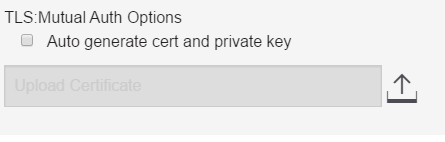 TLS:Mutual Auth Options
Auto generate cert and private key
Upload Certificate